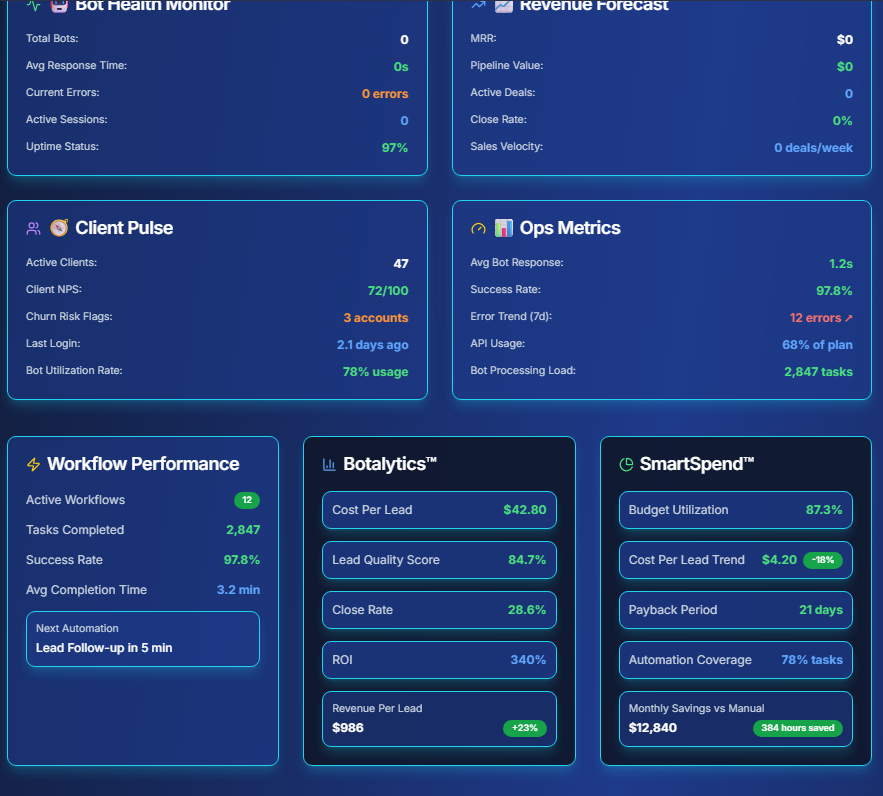 Bot Health Monitor
Total Bots: 0
Avg Response Time: 0s
Current Errors: 0 errors
Active Sessions: 0
Uptime Status: 97%
Revenue Forecast
MRR: $0
Pipeline Value: $0
Active Deals: 0
Close Rate: 0%
Sales Velocity: 0 deals/week
Client Pulse
Active Clients: 47
Client NPS: 72/100
Churn Risk Flags: 3 accounts
Last Login: 2.1 days ago
Bot Utilization Rate: 78% usage
Ops Metrics
Avg Bot Response: 1.2s
Success Rate: 97.8%
Error Trend (7d): 12 errors ↗
API Usage: 68% of plan
Bot Processing Load: 2,847 tasks
Workflow Performance
Active Workflows 12
Tasks Completed 2,847
Success Rate 97.8%
Avg Completion Time 3.2 min
Next Automation
Lead Follow-up in 5 min
Botalytics™
Cost Per Lead $42.80
Lead Quality Score 84.7%
Close Rate 28.6%
ROI 340%
Revenue Per Lead
$986 +23%
SmartSpend™
Budget Utilization 87.3%
Cost Per Lead Trend $4.20 -18%
Payback Period 21 days
Automation Coverage 78% tasks
Monthly Savings vs Manual
$12,840 384 hours saved